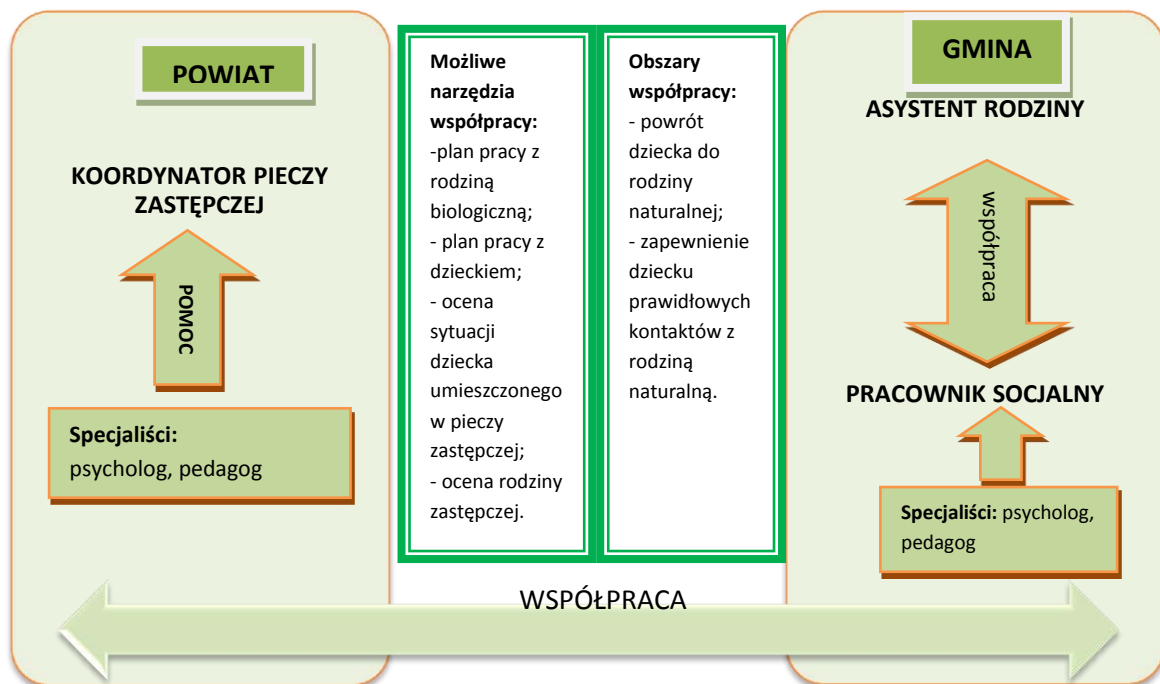 POWIAT
KOORDYNATOR PIECZY
ZASTĘPCZEJ
POMOC
Specjaliści:
psycholog, pedagog
Możliwe
narzędzia
współpracy:
-plan pracy z
rodziną
biologiczną;
- plan pracy z
dzieckiem;
- ocena
sytuacji
dziecka
umieszczonego
w pieczy
zastępczej;
- ocena rodziny
zastępczej.
Obszary
współpracy:
- powrót
dziecka do
rodziny
naturalnej;
- zapewnienie
dziecku
prawidłowych
kontaktów z
rodziną
naturalną.
GMINA
ASYSTENT RODZINY
współpraca
PRACOWNIK SOCJALNY
Specjaliści: psycholog,
pedagog
WSPÓŁPRACA